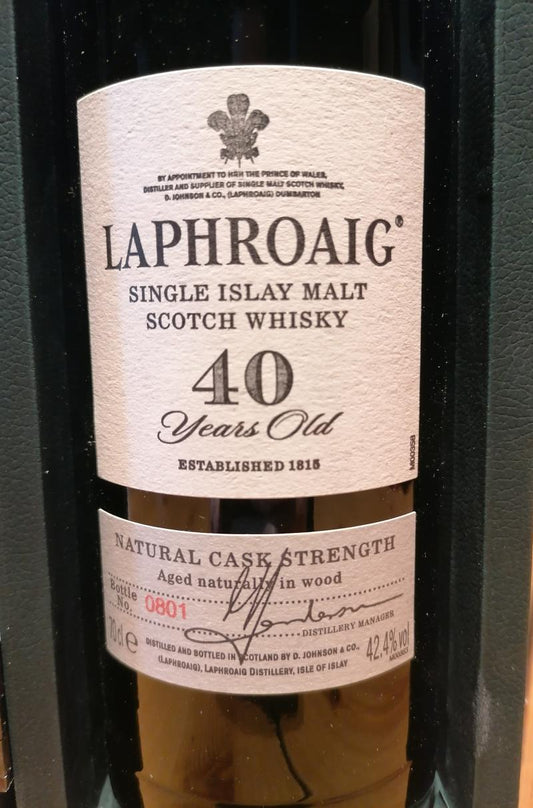 BY APPOINTMENT TO HRH THE PRINCE OF WALES,
DISTILLER AND SUPPLIER OF SINGLE MALT SCOTCH WHISKY,
D. JOHNSON & CO., (LAPHROAIG) DUMBARTON
LAPHROAIG®
SINGLE ISLAY MALT
SCOTCH WHISKY
40
Years Old
ESTABLISHED 1815
NATURAL CASK STRENGTH
Aged naturally in wood
Bottle
No. 0801
DISTILLERY MANAGER
70cl e
DISTILLED AND BOTTLED IN SCOTLAND BY D. JOHNSON & CO.,
(LAPHROAIG), LAPHROAIG DISTILLERY, ISLE OF ISLAY
42,4% vol